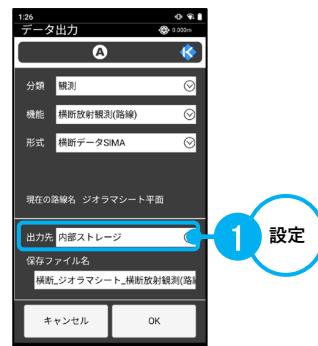 1:26
データ出力 0.000m
A
分類 観測
機能 横断放射観測(路線)
形式 横断データSIMA
現在の路線名 ジオラマシート平面
出力先 内部ストレージ
1 設定
保存ファイル名
横断_ジオラマシート_横断放射観測(路
キャンセル OK